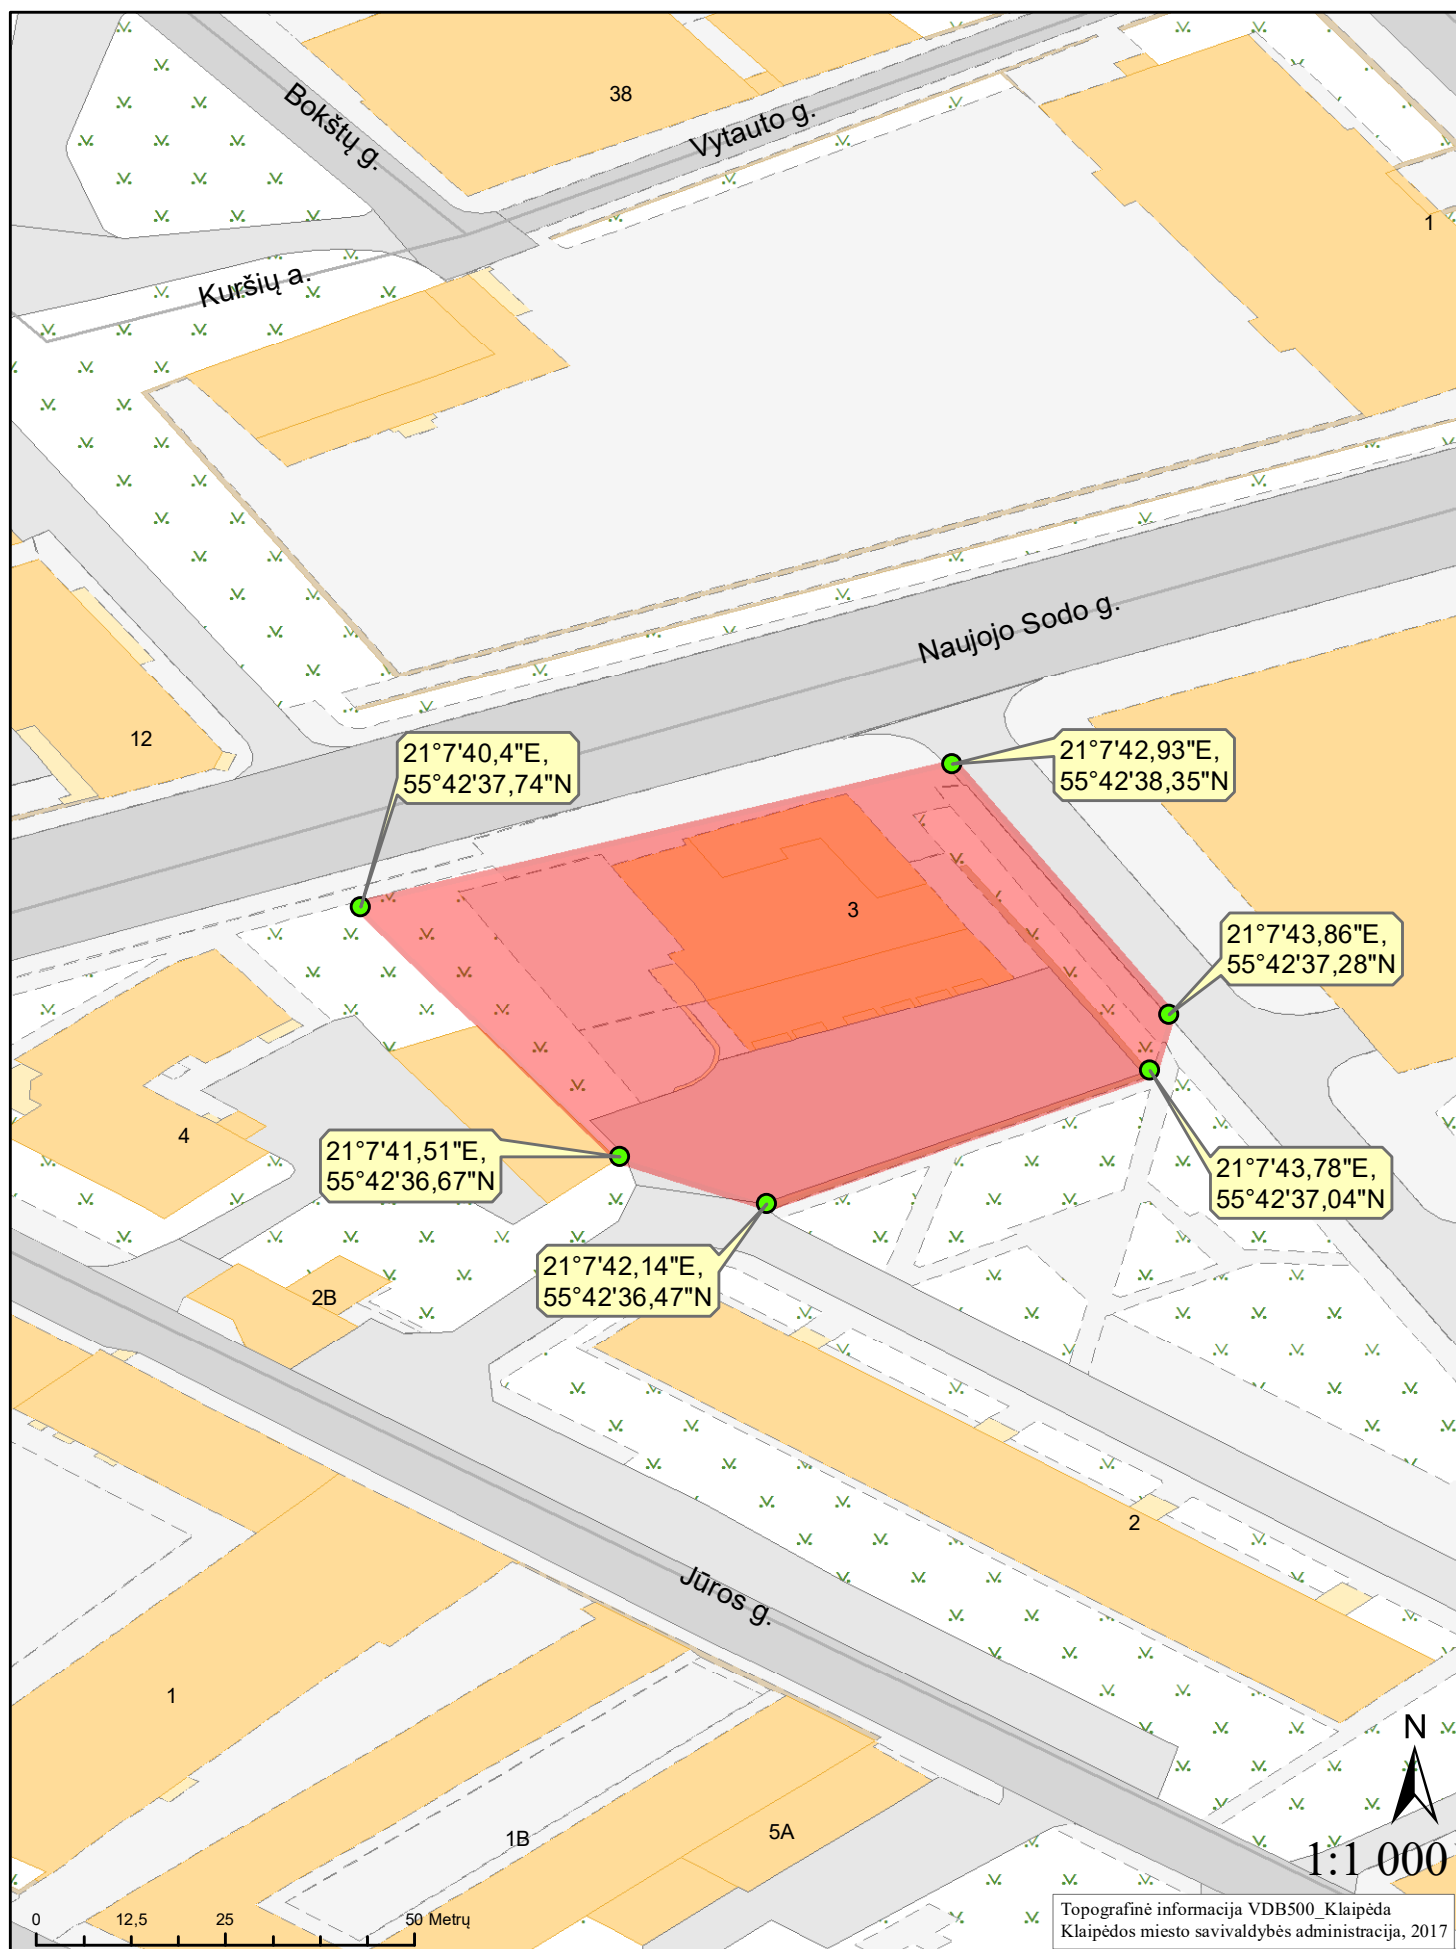 38
Bokštų g.
Vytauto g.
1
Kuršių a.
Naujojo Sodo g.
12
21°7'40,4"E,
55°42'37,74"N
21°7'42,93"E,
55°42'38,35"N
3
21°7'43,86"E,
55°42'37,28"N
4
21°7'41,51"E,
55°42'36,67"N
21°7'43,78"E,
55°42'37,04"N
21°7'42,14"E,
55°42'36,47"N
2B
2
Jūros g.
1
1B
5A
N
1:1 000
0 12,5 25 50 Metrų
Topografinė informacija VDB500_Klaipėda
Klaipėdos miesto savivaldybės administracija, 2017